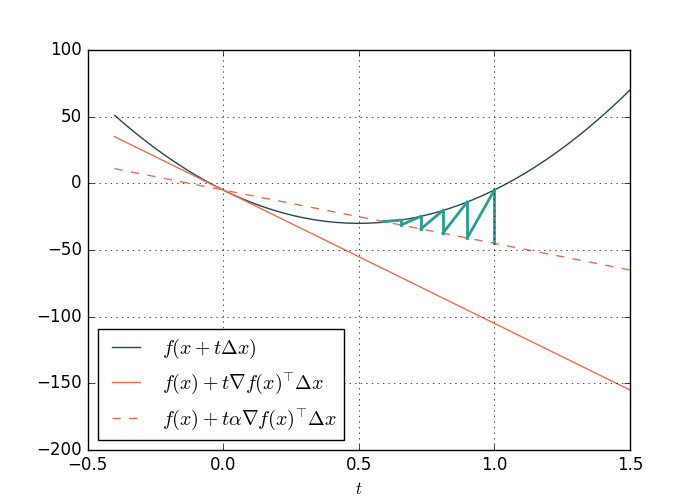 100
50
0
−50
−100
−150
−200
f(x + tΔx)
f(x) + t∇f(x)⊤Δx
f(x) + tα∇f(x)⊤Δx
−0.5 0.0 0.5 1.0 1.5
t